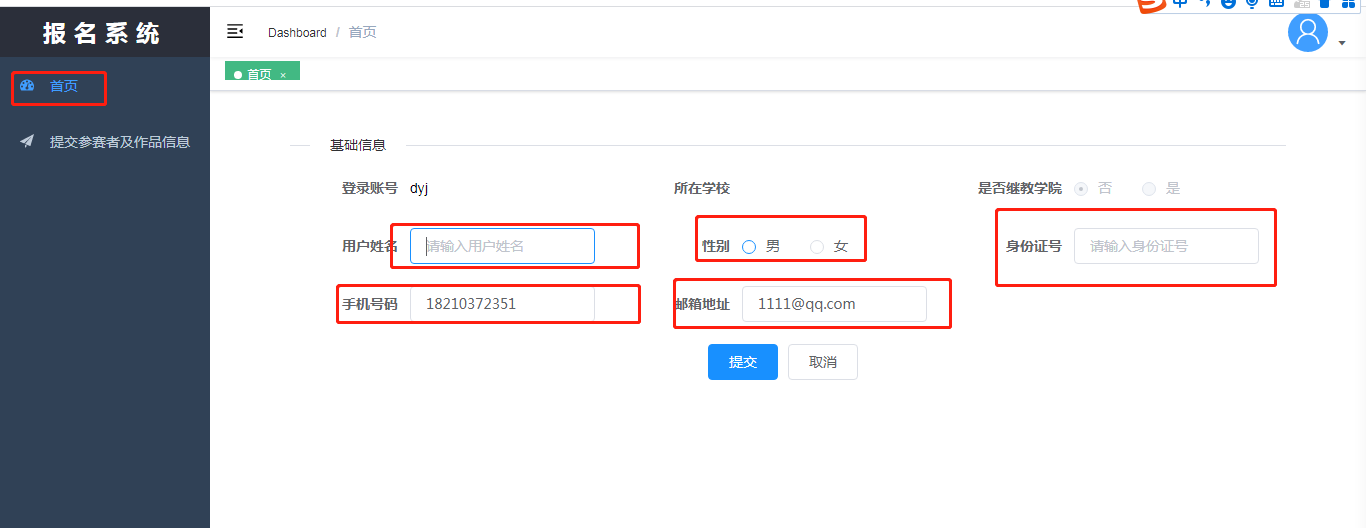 中
报名系统
Dashboard / 首页
首页 ×
首页
提交参赛者及作品信息
基础信息
登录账号 dyj 所在学校 是否继教学院 否 是
用户姓名 请输入用户姓名 性别 男 女 身份证号 请输入身份证号
手机号码 18210372351 邮箱地址 1111@qq.com
提交 取消